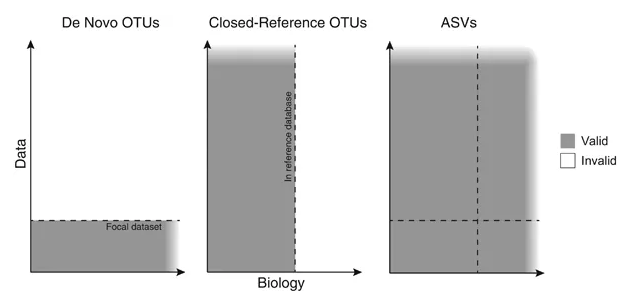 De Novo OTUs
Closed-Reference OTUs
ASVs
Data
Focal dataset
In reference database
Biology
Valid
Invalid